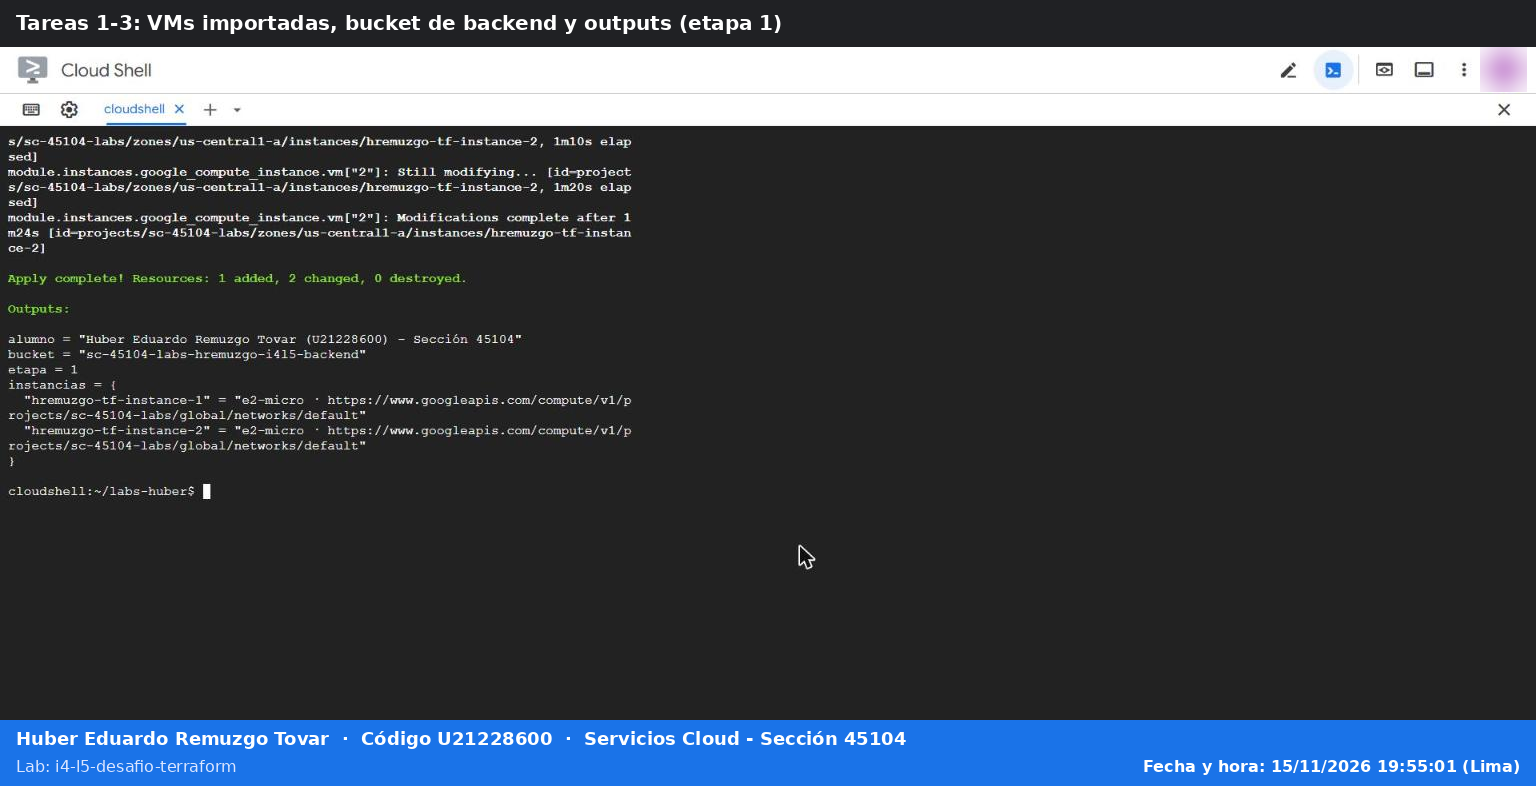 Tareas 1-3: VMs importadas, bucket de backend y outputs (etapa 1)
Cloud Shell
cloudshell
s/sc-45104-labs/zones/us-central1-a/instances/hremuzgo-tf-instance-2, 1m10s elap
sed]
module.instances.google_compute_instance.vm["2"]: Still modifying... [id=project
s/sc-45104-labs/zones/us-central1-a/instances/hremuzgo-tf-instance-2, 1m20s elap
sed]
module.instances.google_compute_instance.vm["2"]: Modifications complete after 1
m24s [id=projects/sc-45104-labs/zones/us-central1-a/instances/hremuzgo-tf-instan
ce-2]
Apply complete! Resources: 1 added, 2 changed, 0 destroyed.
Outputs:
alumno = "Huber Eduardo Remuzgo Tovar (U21228600) - Sección 45104"
bucket = "sc-45104-labs-hremuzgo-i4l5-backend"
etapa = 1
instancias = {
"hremuzgo-tf-instance-1" = "e2-micro · https://www.googleapis.com/compute/v1/p
rojects/sc-45104-labs/global/networks/default"
"hremuzgo-tf-instance-2" = "e2-micro · https://www.googleapis.com/compute/v1/p
rojects/sc-45104-labs/global/networks/default"
}
cloudshell:~/labs-huber$
Huber Eduardo Remuzgo Tovar · Código U21228600 · Servicios Cloud - Sección 45104
Lab: i4-l5-desafio-terraform
Fecha y hora: 15/11/2026 19:55:01 (Lima)